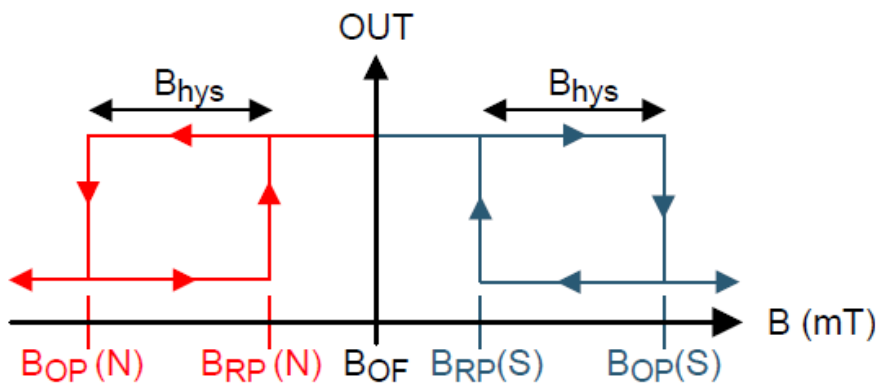 OUT
Bhys Bhys
B (mT)
BOP (N) BRP (N) BOF BRP(S) BOP(S)